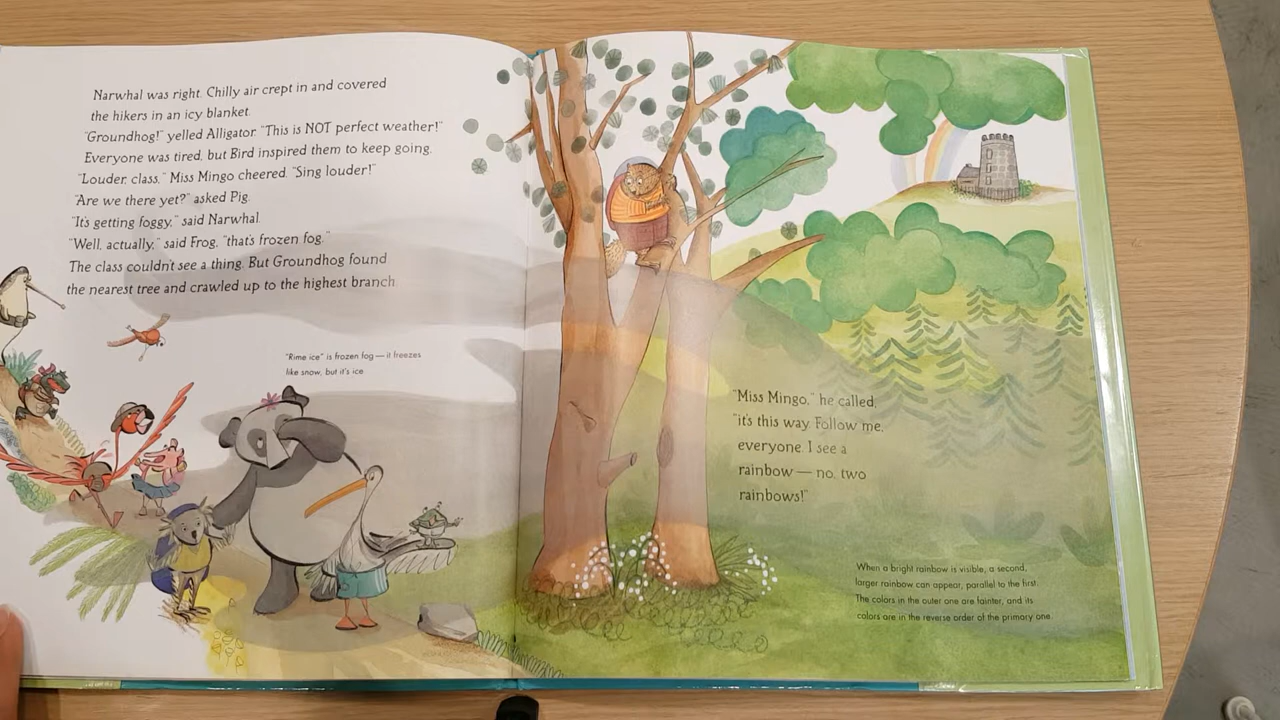 Narwhal was right. Chilly air crept in and covered
the hikers in an icy blanket.
"Groundhog!" yelled Alligator. "This is NOT perfect weather!"
Everyone was tired, but Bird inspired them to keep going.
"Louder, class," Miss Mingo cheered. "Sing louder!"
"Are we there yet?" asked Pig.
"It's getting foggy," said Narwhal.
"Well, actually," said Frog, "that's frozen fog."
The class couldn't see a thing. But Groundhog found
the nearest tree and crawled up to the highest branch.
"Rime ice" is frozen fog — it freezes
like snow, but it's ice.
"Miss Mingo," he called,
"it's this way. Follow me,
everyone. I see a
rainbow — no, two
rainbows!"
When a bright rainbow is visible, a second,
larger rainbow can appear, parallel to the first.
The colors in the outer one are fainter, and its
colors are in the reverse order of the primary one.